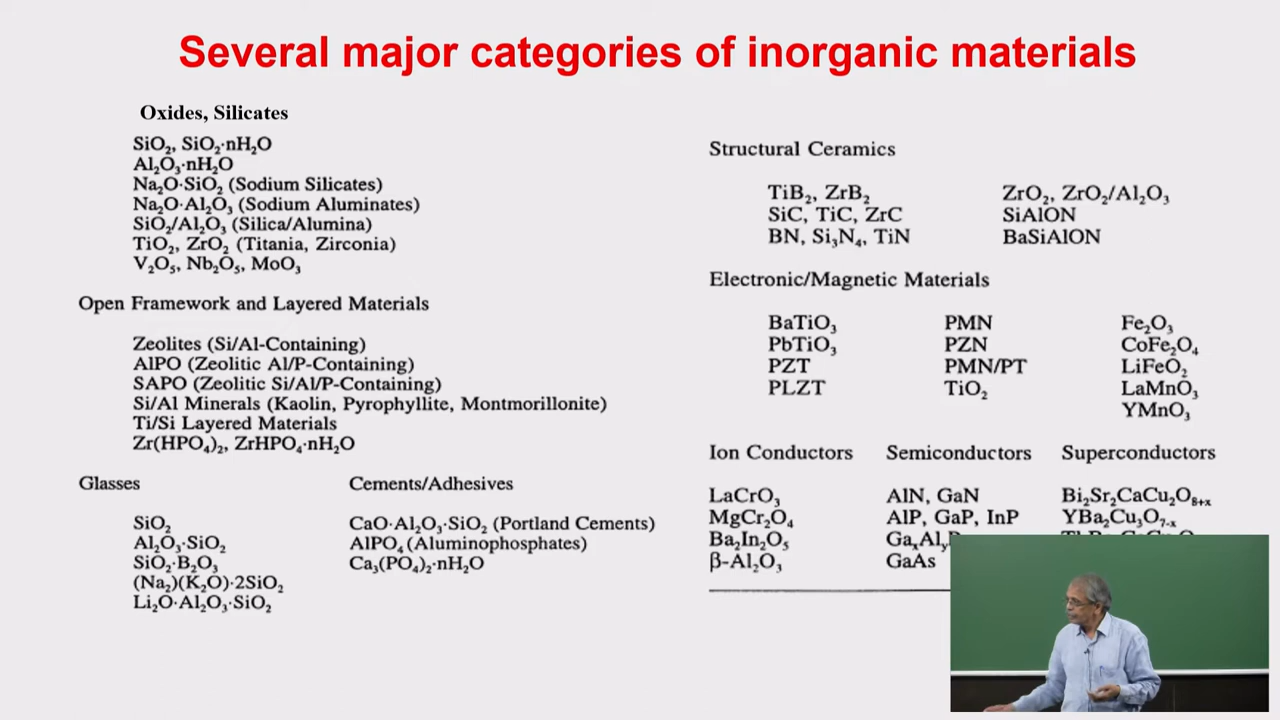 Several major categories of inorganic materials
Oxides, Silicates
SiO₂, SiO₂·nH₂O
Al₂O₃·nH₂O
Na₂O·SiO₂ (Sodium Silicates)
Na₂O·Al₂O₃ (Sodium Aluminates)
SiO₂/Al₂O₃ (Silica/Alumina)
TiO₂, ZrO₂ (Titania, Zirconia)
V₂O₅, Nb₂O₅, MoO₃
Open Framework and Layered Materials
Zeolites (Si/Al-Containing)
AlPO (Zeolitic Al/P-Containing)
SAPO (Zeolitic Si/Al/P-Containing)
Si/Al Minerals (Kaolin, Pyrophyllite, Montmorillonite)
Ti/Si Layered Materials
Zr(HPO₄)₂, ZrHPO₄·nH₂O
Glasses
SiO₂
Al₂O₃·SiO₂
SiO₂·B₂O₃
(Na₂)(K₂O)·2SiO₂
Li₂O·Al₂O₃·SiO₂
Cements/Adhesives
CaO·Al₂O₃·SiO₂ (Portland Cements)
AlPO₄ (Aluminophosphates)
Ca₃(PO₄)₂·nH₂O
Structural Ceramics
TiB₂, ZrB₂
SiC, TiC, ZrC
BN, Si₃N₄, TiN
ZrO₂, ZrO₂/Al₂O₃
SiAlON
BaSiAlON
Electronic/Magnetic Materials
BaTiO₃
PbTiO₃
PZT
PLZT
PMN
PZN
PMN/PT
TiO₂
Fe₂O₃
CoFe₂O₄
LiFeO₂
LaMnO₃
YMnO₃
Ion Conductors
LaCrO₃
MgCr₂O₄
Ba₂In₂O₅
β-Al₂O₃
Semiconductors
AlN, GaN
AlP, GaP, InP
GaₓAl
GaAs
Superconductors
Bi₂Sr₂CaCu₂O₈₊ₓ
YBa₂Cu₃O₇₋ₓ